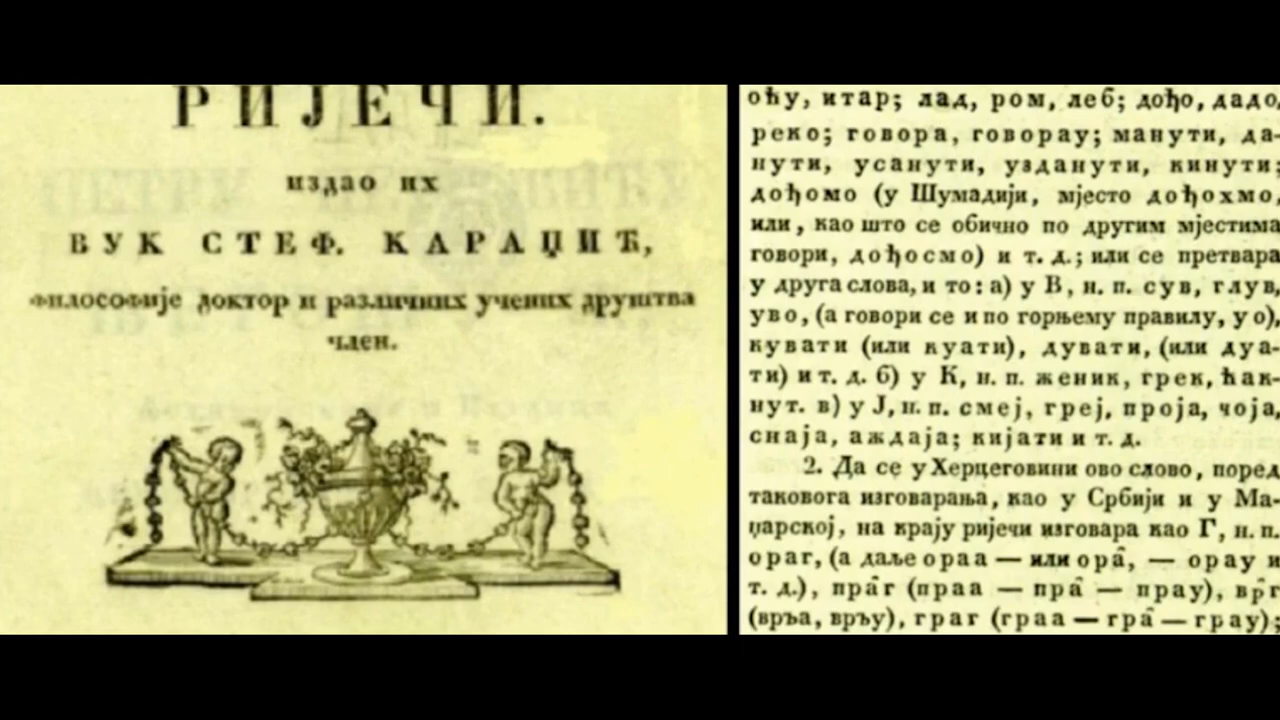 РИЈЕЧИ.
издао их
ВУК СТЕФ. КАРАЏИЋ,
философије доктор и различних учених друштва
член.
оћу, итар; лад, ром, леб; дођо, дадо,
реко; говора, говорау; манути, да-
нути, усанути, узданути, кинути;
дођомо (у Шумадији, мјесто дођохмо,
или, као што се обично по другим мјестима
говори, дођосмо) и т. д.; или се претвара
у друга слова, и то: а) у В, н. п. сув, глув,
уво, (а говори се и по горњему правилу, уо),
кувати (или куати), дувати, (или дуа-
ти) и т. д. б) у К, н. п. женик, грек, ћак-
нут. в) у Ј, н. п. смеј, греј, проја, чоја,
снаја, аждаја; кијати и т. д.
2. Да се у Херцеговини ово слово, поред
таковога изговарања, као у Србији и у Ма-
џарској, на крају ријечи изговара као Г, н. п.
ораг, (а даље ораа — или ора̂, — орау и
т. д.), пра̂г (праа — пра̂ — прау), вр̂г
(връа, връу), граг (граа — гра̂ — грау);